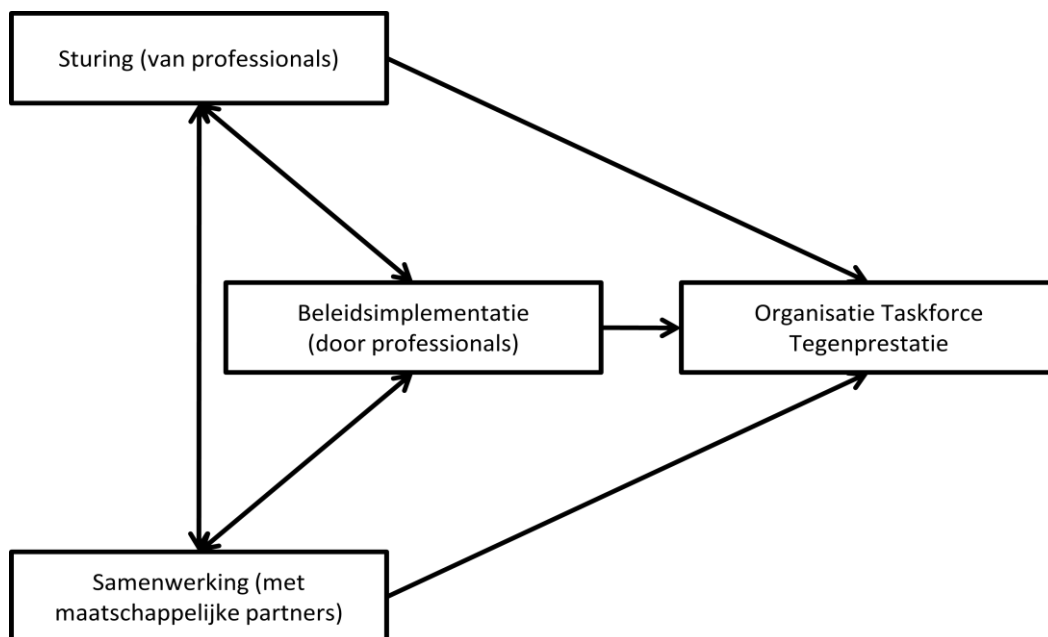 Sturing (van professionals)
Beleidsimplementatie
(door professionals)
Organisatie Taskforce
Tegenprestatie
Samenwerking (met
maatschappelijke partners)